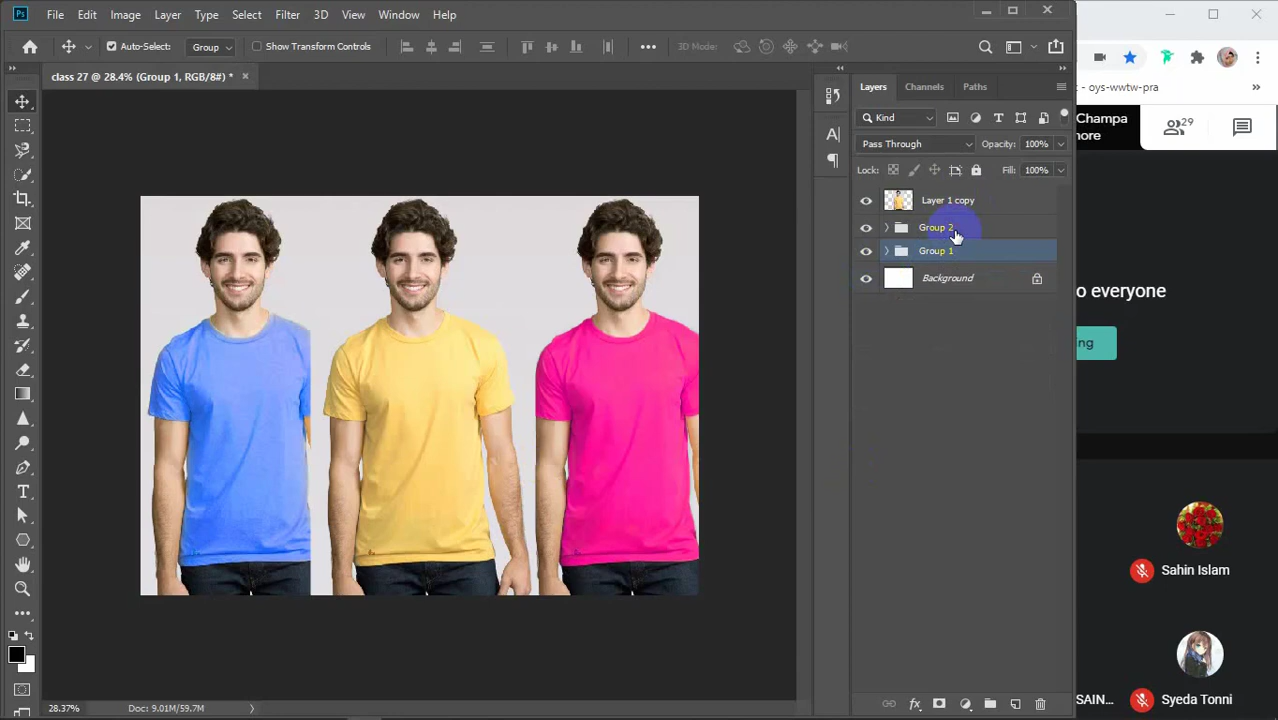 Ps File Edit Image Layer Type Select Filter 3D View Window Help
Auto-Select: Group Show Transform Controls 3D Mode:
class 27 @ 28.4% (Group 1, RGB/8#) *
Layers Channels Paths
Kind
Pass Through Opacity: 100%
Lock: Fill: 100%
Layer 1 copy
Group 2
Group 1
Background
28.37% Doc: 9.01M/59.7M
- oys-wwtw-pra
Champa
more
29
o everyone
ng
Sahin Islam
SAIN... Syeda Tonni